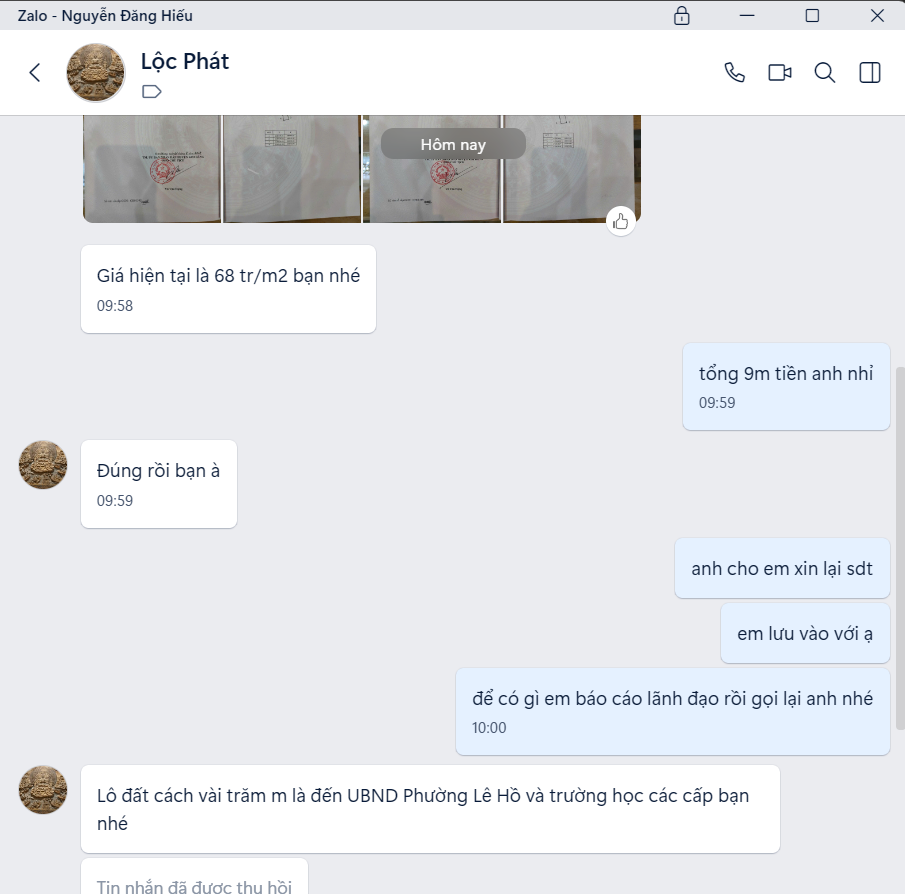 Zalo - Nguyễn Đăng Hiếu
Lộc Phát
Hôm nay
Giá hiện tại là 68 tr/m2 bạn nhé
09:58
tổng 9m tiền anh nhỉ
09:59
Đúng rồi bạn à
09:59
anh cho em xin lại sdt
em lưu vào với ạ
để có gì em báo cáo lãnh đạo rồi gọi lại anh nhé
10:00
Lô đất cách vài trăm m là đến UBND Phường Lê Hồ và trường học các cấp bạn
nhé
Tin nhắn đã được thu hồi